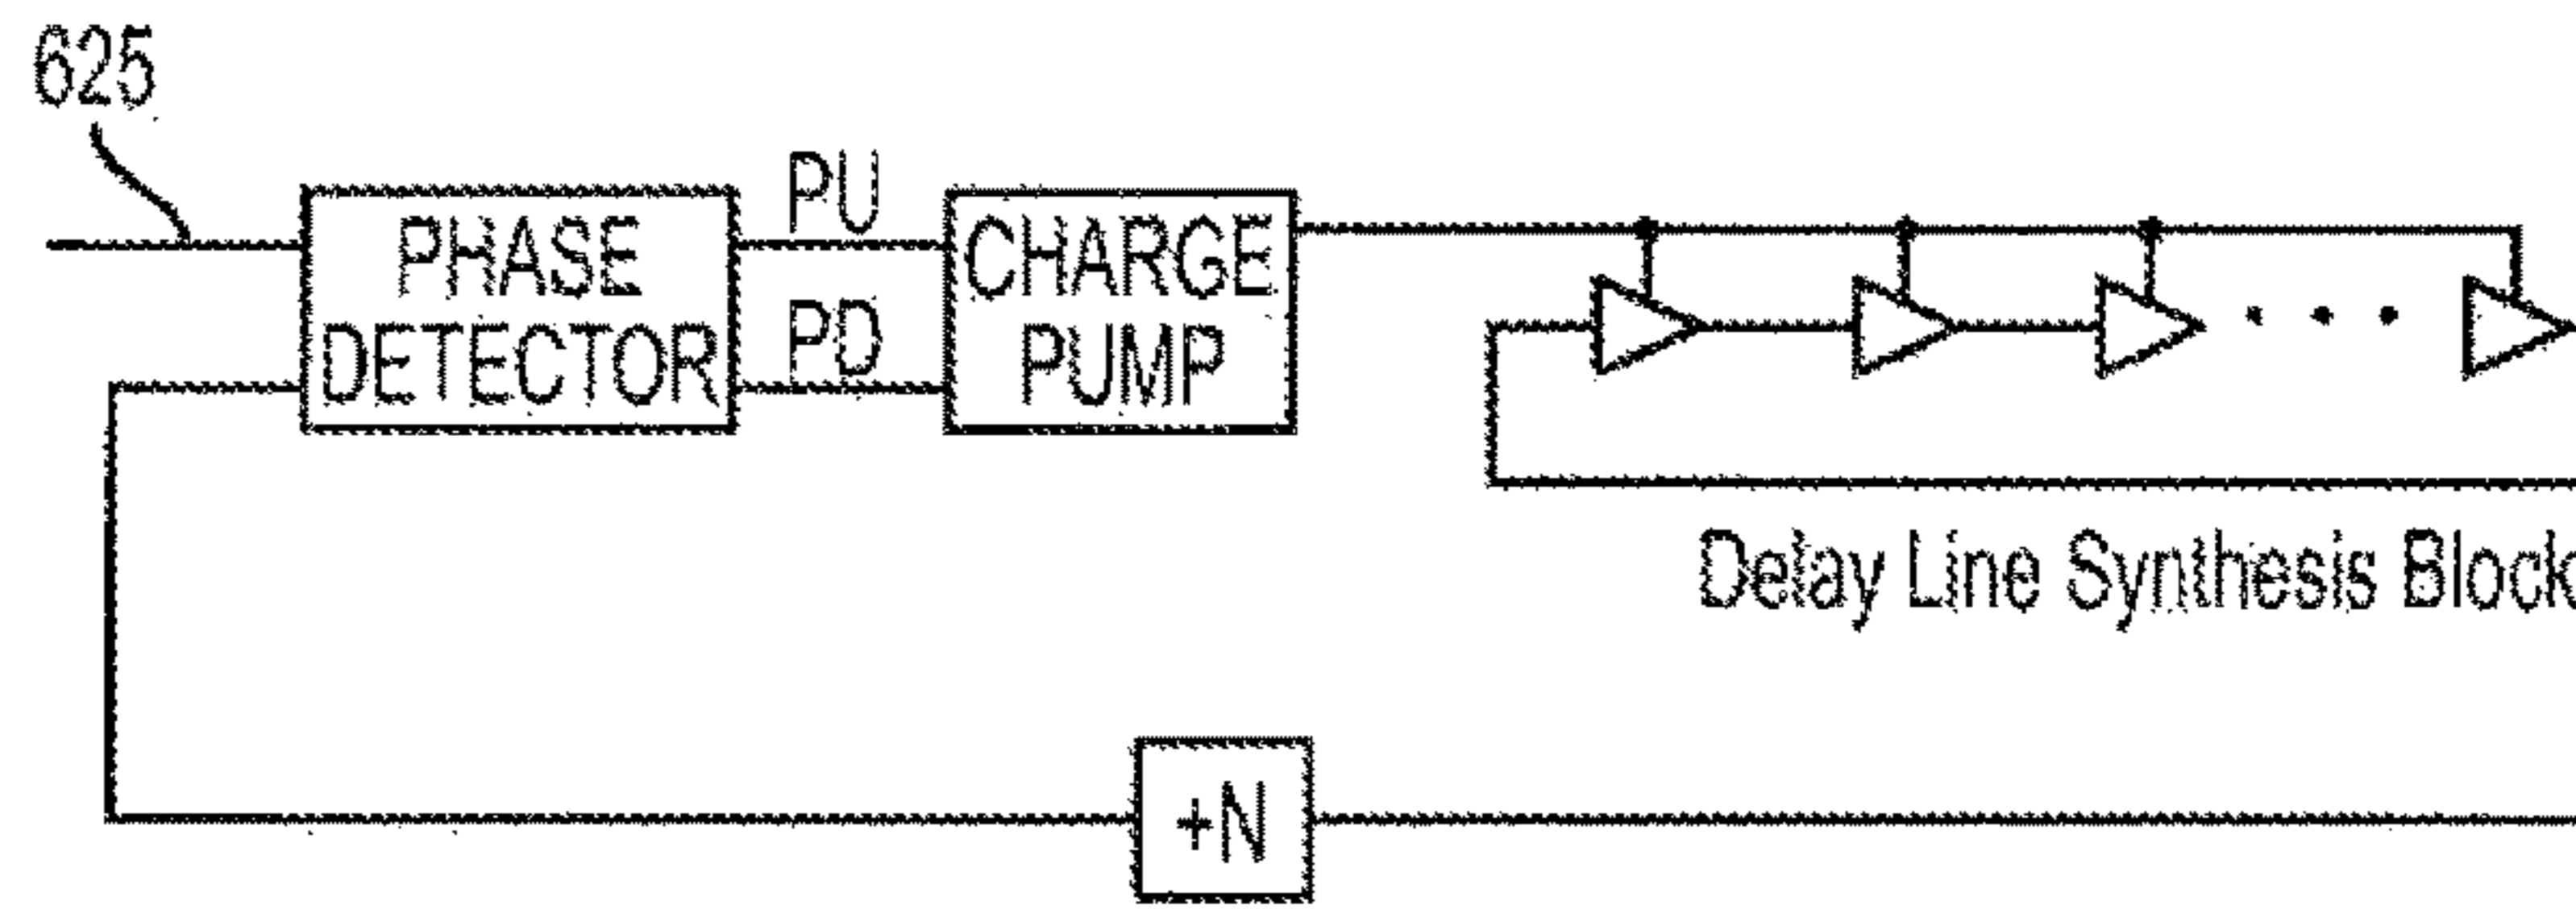 625
PU
PHASE
DETECTOR
PD
CHARGE
PUMP
Delay Line Synthesis Block
+N